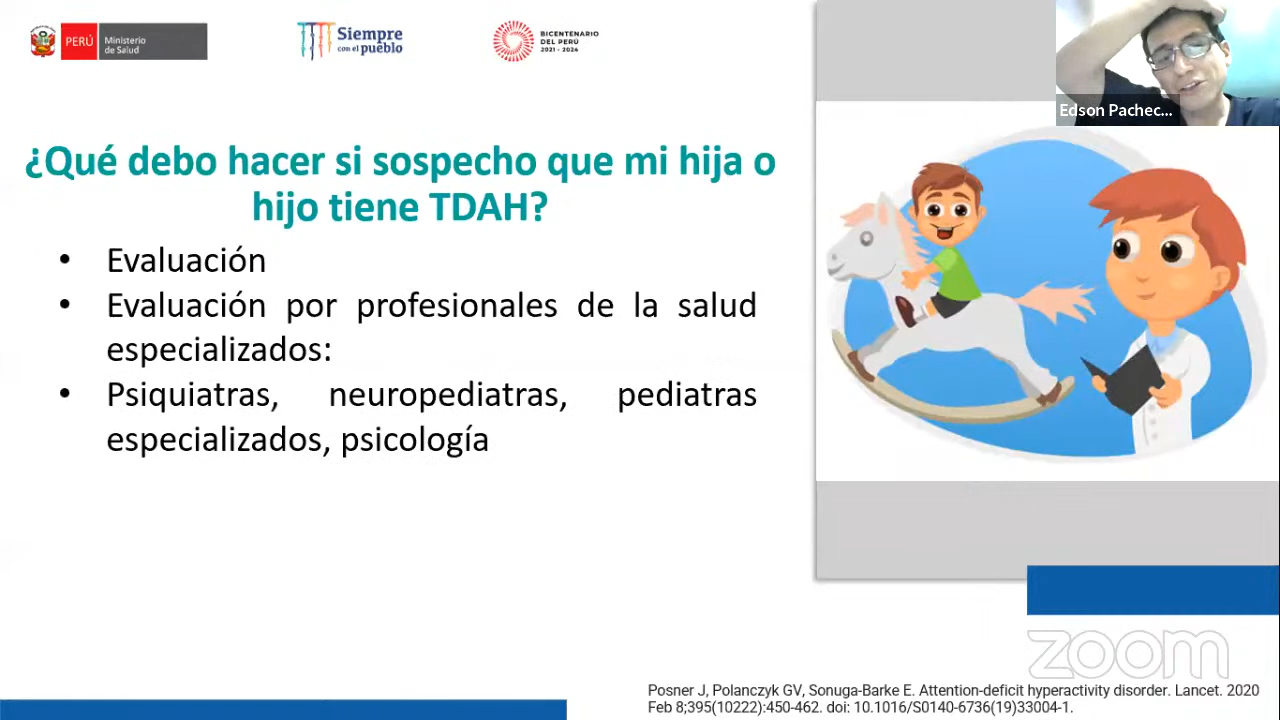 PERÚ
Ministerio
de Salud
Siempre
con el pueblo
BICENTENARIO
DEL PERÚ
2021 - 2024
Edson Pachec...
¿Qué debo hacer si sospecho que mi hija o
hijo tiene TDAH?
• Evaluación
• Evaluación por profesionales de la salud
especializados:
• Psiquiatras, neuropediatras, pediatras
especializados, psicología
zoom
Posner J, Polanczyk GV, Sonuga-Barke E. Attention-deficit hyperactivity disorder. Lancet. 2020
Feb 8;395(10222):450-462. doi: 10.1016/S0140-6736(19)33004-1.